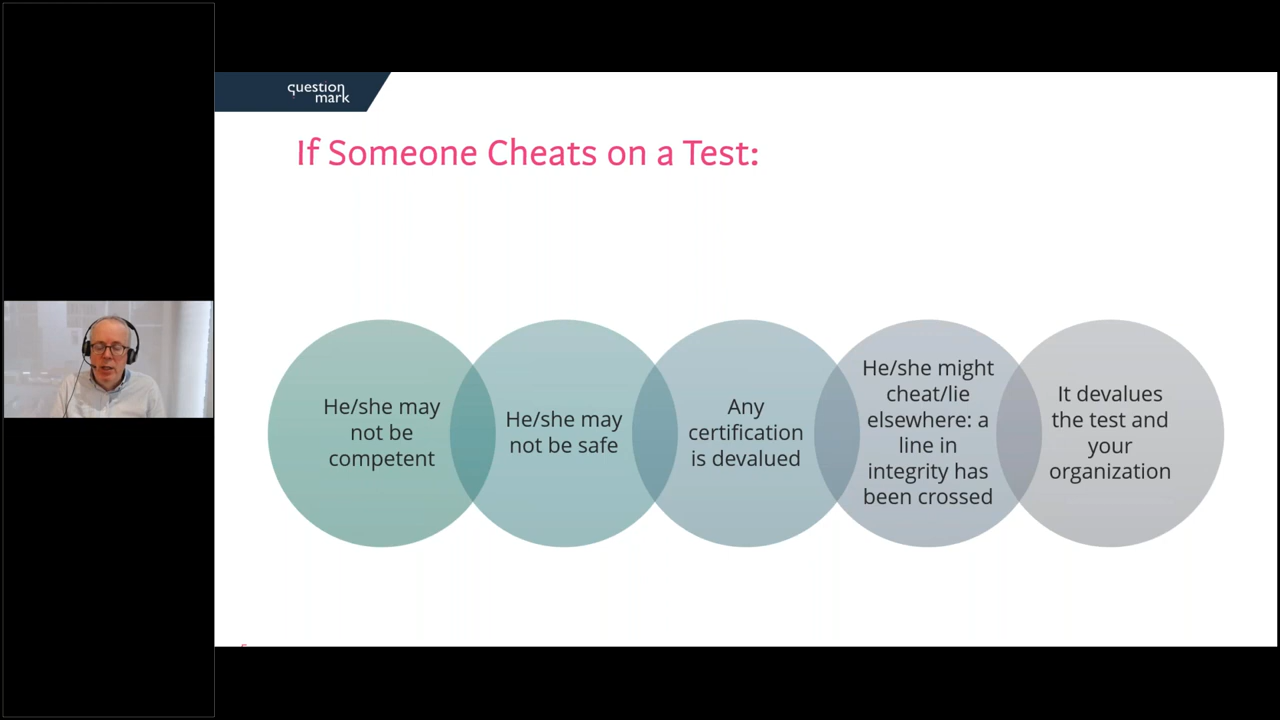 question
mark
If Someone Cheats on a Test:
He/she may
not be
competent
He/she may
not be safe
Any
certification
is devalued
He/she might
cheat/lie
elsewhere: a
line in
integrity has
been crossed
It devalues
the test and
your
organization